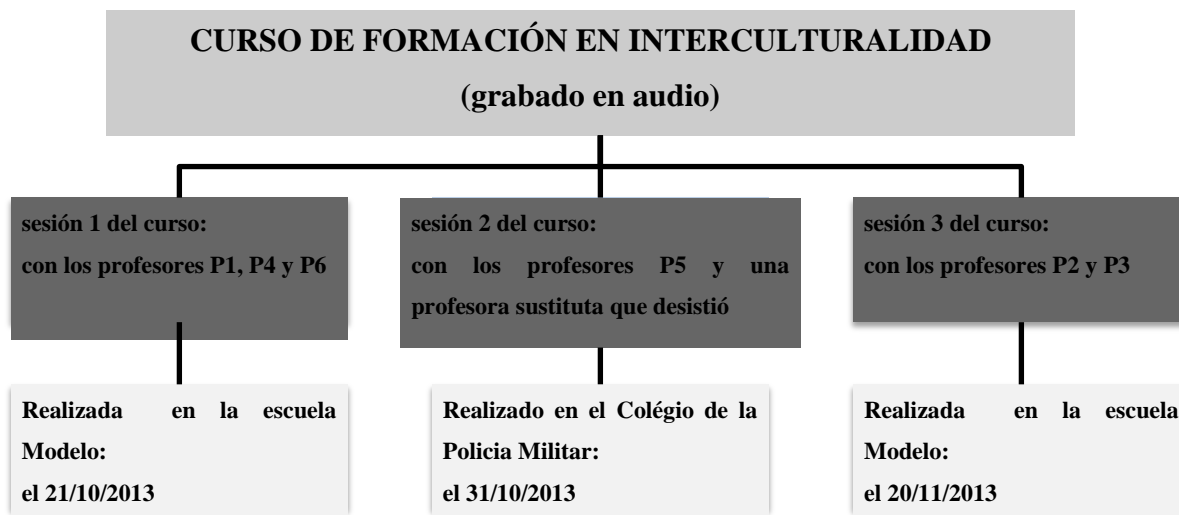 CURSO DE FORMACIÓN EN INTERCULTURALIDAD
(grabado en audio)
sesión 1 del curso:
con los profesores P1, P4 y P6
sesión 2 del curso:
con los profesores P5 y una
profesora sustituta que desistió
sesión 3 del curso:
con los profesores P2 y P3
Realizada en la escuela
Modelo:
el 21/10/2013
Realizado en el Colégio de la
Policia Militar:
el 31/10/2013
Realizada en la escuela
Modelo:
el 20/11/2013